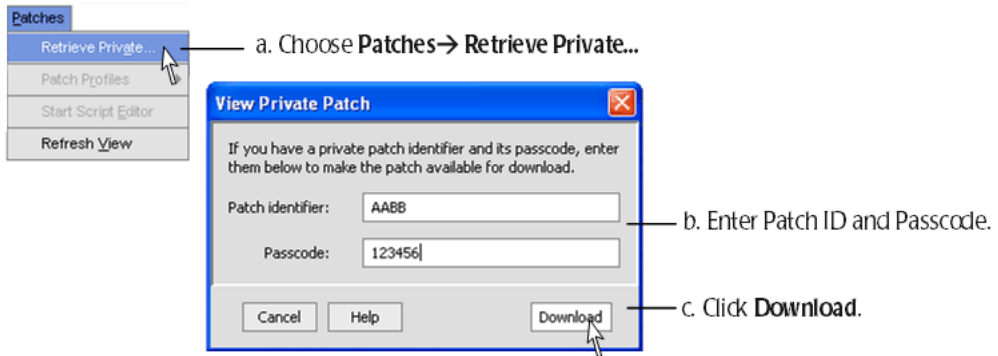 Patches
Retrieve Private...
a. Choose Patches→ Retrieve Private...
Patch Profiles
Start Script Editor
Refresh View
View Private Patch
If you have a private patch identifier and its passcode, enter
them below to make the patch available for download.
Patch identifier: AABB
b. Enter Patch ID and Passcode.
Passcode: 123456
c. Click Download.
Cancel Help Download